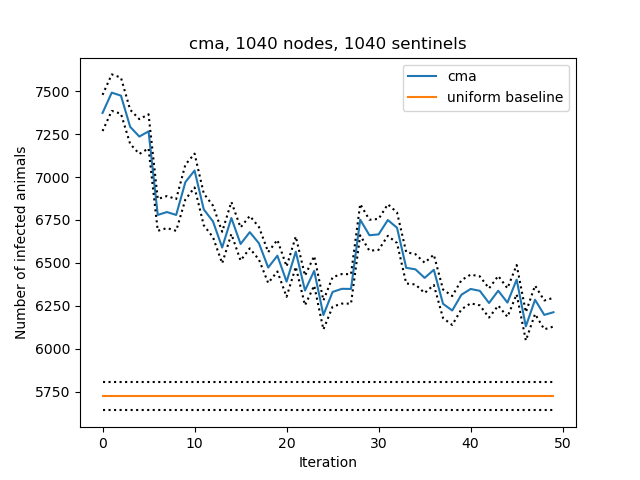 cma, 1040 nodes, 1040 sentinels
cma
uniform baseline
Number of infected animals
7500
7250
7000
6750
6500
6250
6000
5750
0 10 20 30 40 50
Iteration